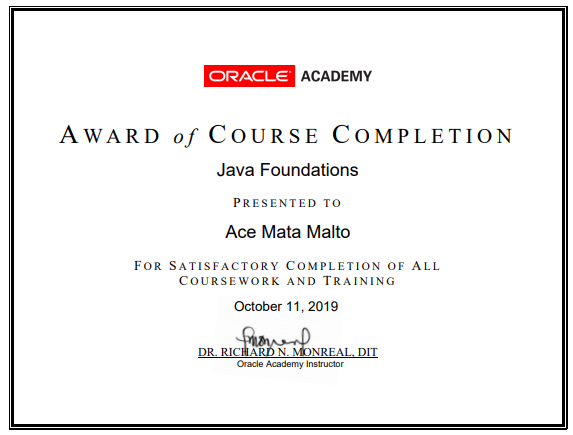 ORACLE ACADEMY
AWARD of COURSE COMPLETION
Java Foundations
PRESENTED TO
Ace Mata Malto
FOR SATISFACTORY COMPLETION OF ALL
COURSEWORK AND TRAINING
October 11, 2019
DR. RICHARD N. MONREAL, DIT
Oracle Academy Instructor